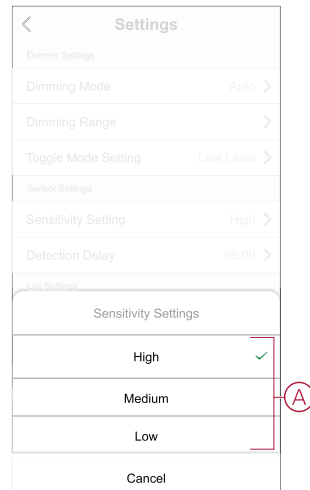 Settings
Dimmer Settings
Dimming Mode Auto
Dimming Range
Toggle Mode Setting Last Level
Sensor Settings
Sensitivity Setting High
Detection Delay 05:00
Lux Settings
Sensitivity Settings
High
Medium
A
Low
Cancel